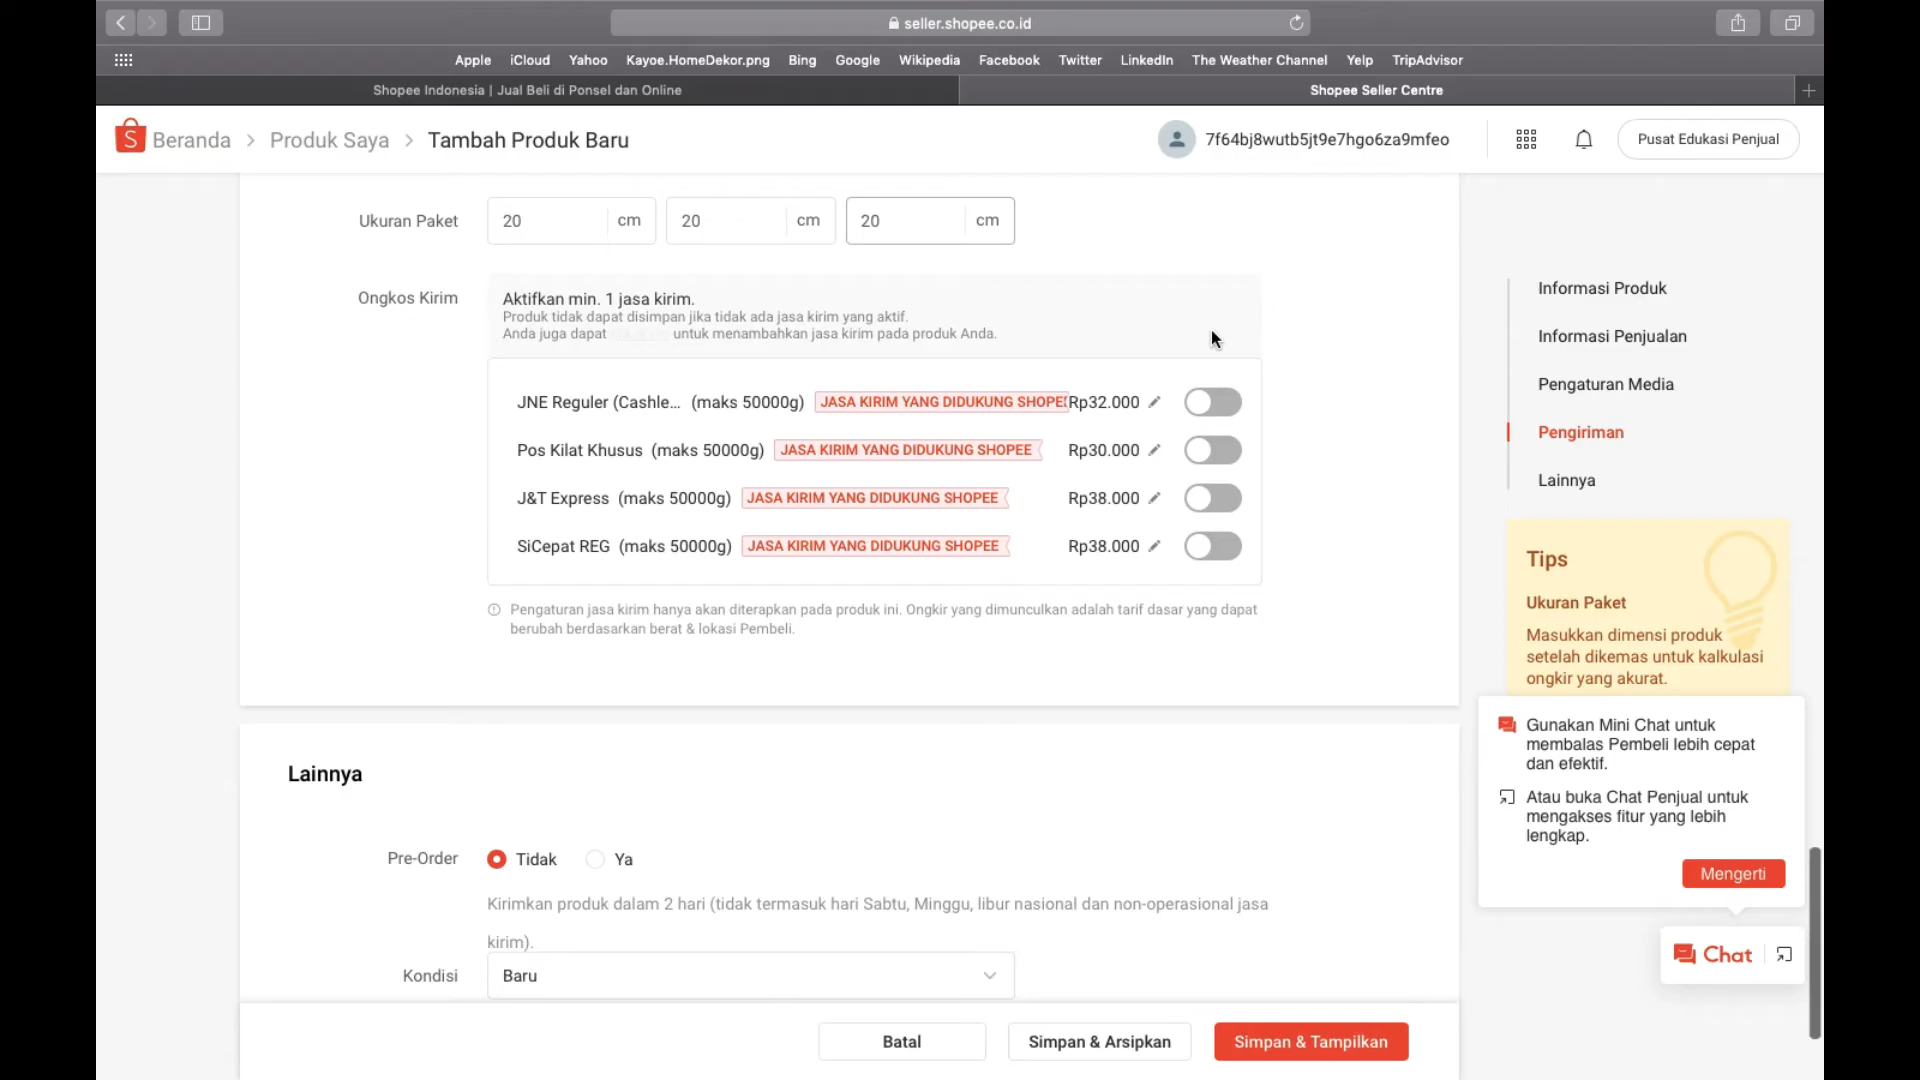 seller.shopee.co.id
Apple iCloud Yahoo Kayoe.HomeDekor.png Bing Google Wikipedia Facebook Twitter LinkedIn The Weather Channel Yelp TripAdvisor
Shopee Indonesia | Jual Beli di Ponsel dan Online
Shopee Seller Centre
Beranda > Produk Saya > Tambah Produk Baru
7f64bj8wutb5jt9e7hgo6za9mfeo
Pusat Edukasi Penjual
Ukuran Paket 20 cm 20 cm 20 cm
Ongkos Kirim
Aktifkan min. 1 jasa kirim.
Produk tidak dapat disimpan jika tidak ada jasa kirim yang aktif.
Anda juga dapat untuk menambahkan jasa kirim pada produk Anda.
JNE Reguler (Cashle... (maks 50000g) JASA KIRIM YANG DIDUKUNG SHOPEE Rp32.000
Pos Kilat Khusus (maks 50000g) JASA KIRIM YANG DIDUKUNG SHOPEE Rp30.000
J&T Express (maks 50000g) JASA KIRIM YANG DIDUKUNG SHOPEE Rp38.000
SiCepat REG (maks 50000g) JASA KIRIM YANG DIDUKUNG SHOPEE Rp38.000
Pengaturan jasa kirim hanya akan diterapkan pada produk ini. Ongkir yang dimunculkan adalah tarif dasar yang dapat
berubah berdasarkan berat & lokasi Pembeli.
Lainnya
Pre-Order Tidak Ya
Kirimkan produk dalam 2 hari (tidak termasuk hari Sabtu, Minggu, libur nasional dan non-operasional jasa
kirim).
Kondisi Baru
Batal
Simpan & Arsipkan
Simpan & Tampilkan
Informasi Produk
Informasi Penjualan
Pengaturan Media
Pengiriman
Lainnya
Tips
Ukuran Paket
Masukkan dimensi produk
setelah dikemas untuk kalkulasi
ongkir yang akurat.
Gunakan Mini Chat untuk
membalas Pembeli lebih cepat
dan efektif.
Atau buka Chat Penjual untuk
mengakses fitur yang lebih
lengkap.
Mengerti
Chat